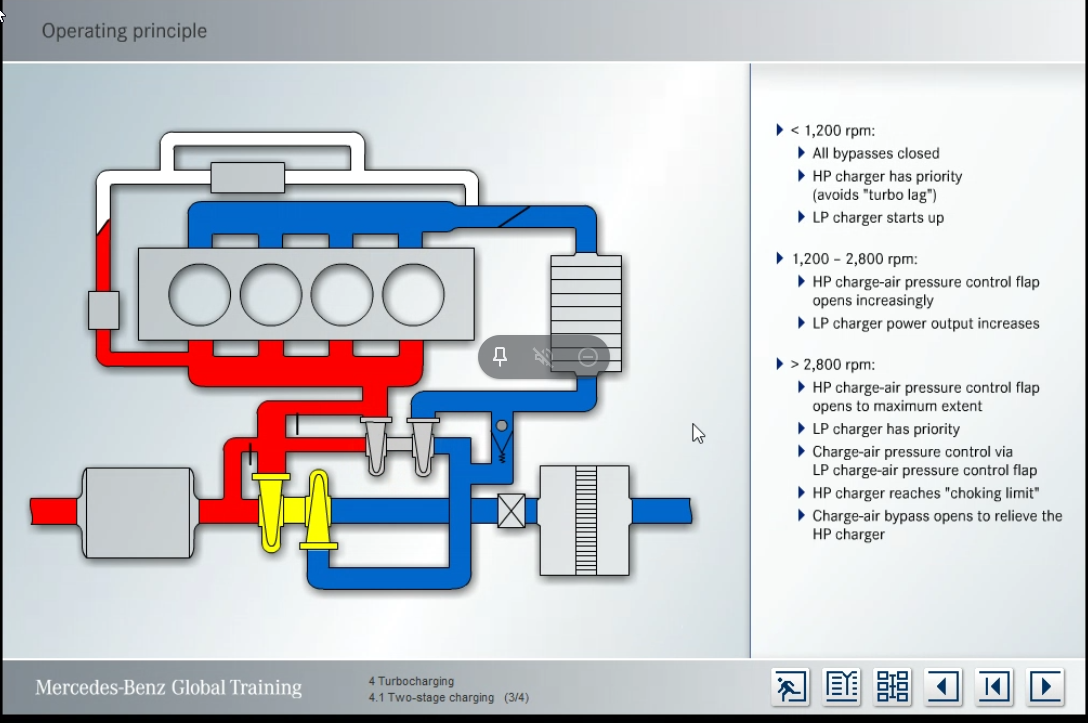 Operating principle
< 1,200 rpm:
All bypasses closed
HP charger has priority
(avoids "turbo lag")
LP charger starts up
1,200 – 2,800 rpm:
HP charge-air pressure control flap
opens increasingly
LP charger power output increases
> 2,800 rpm:
HP charge-air pressure control flap
opens to maximum extent
LP charger has priority
Charge-air pressure control via
LP charge-air pressure control flap
HP charger reaches "choking limit"
Charge-air bypass opens to relieve the
HP charger
Mercedes-Benz Global Training
4 Turbocharging
4.1 Two-stage charging (3/4)